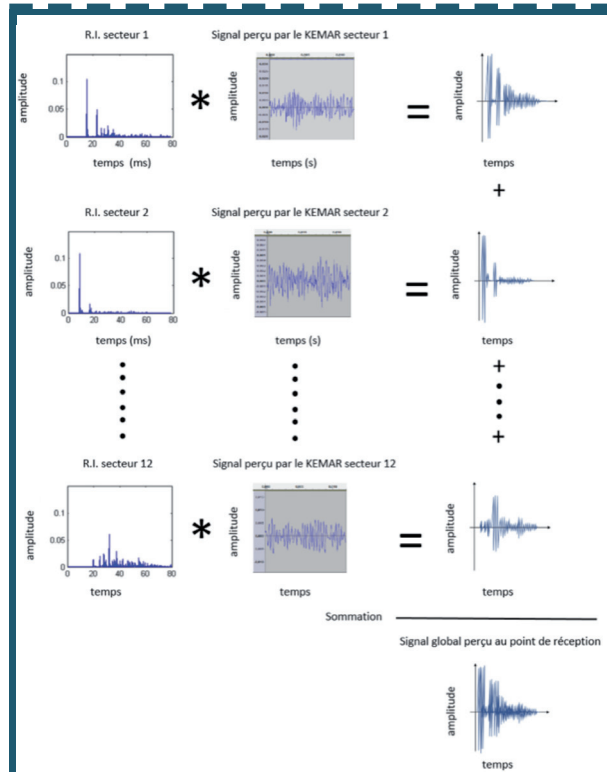 R.I. secteur 1
Signal perçu par le KEMAR secteur 1
amplitude
0.1
0.05
0
0 20 40 60 80
temps (ms)
*
amplitude
temps (s)
=
amplitude
temps
+
R.I. secteur 2
Signal perçu par le KEMAR secteur 2
amplitude
0.1
0.05
0
0 20 40 60 80
temps (ms)
*
amplitude
temps (s)
=
amplitude
temps
+
+
R.I. secteur 12
Signal perçu par le KEMAR secteur 12
amplitude
0.1
0.05
0
0 20 40 60 80
temps
*
amplitude
temps
=
amplitude
temps
Sommation
Signal global perçu au point de réception
amplitude
temps